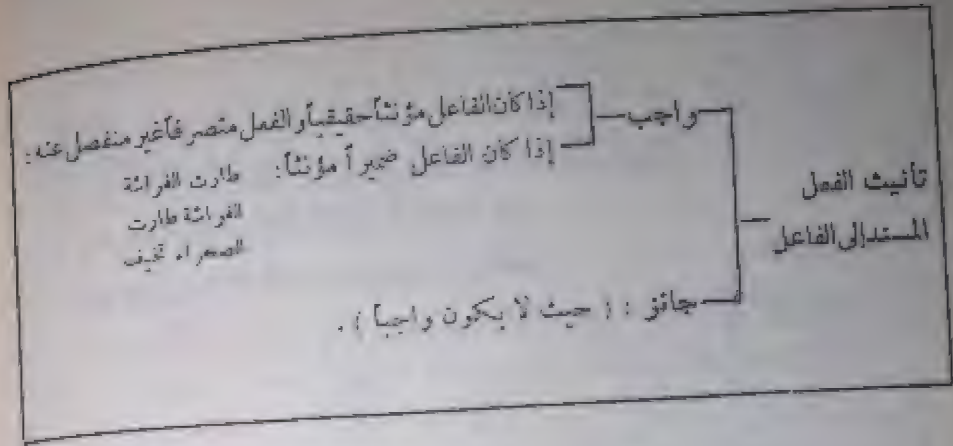 تأنيث الفعل
المسند إلى الفاعل
واجب
إذا كان الفاعل مؤنثاً حقيقياً والفعل متصرفاً غير منفصل عنه :
إذا كان الفاعل ضميراً مؤنثاً :
طارت الفراشة
الفراشة طارت
الصحراء تخيف
جائز : ( حيث لا يكون واجباً ) .